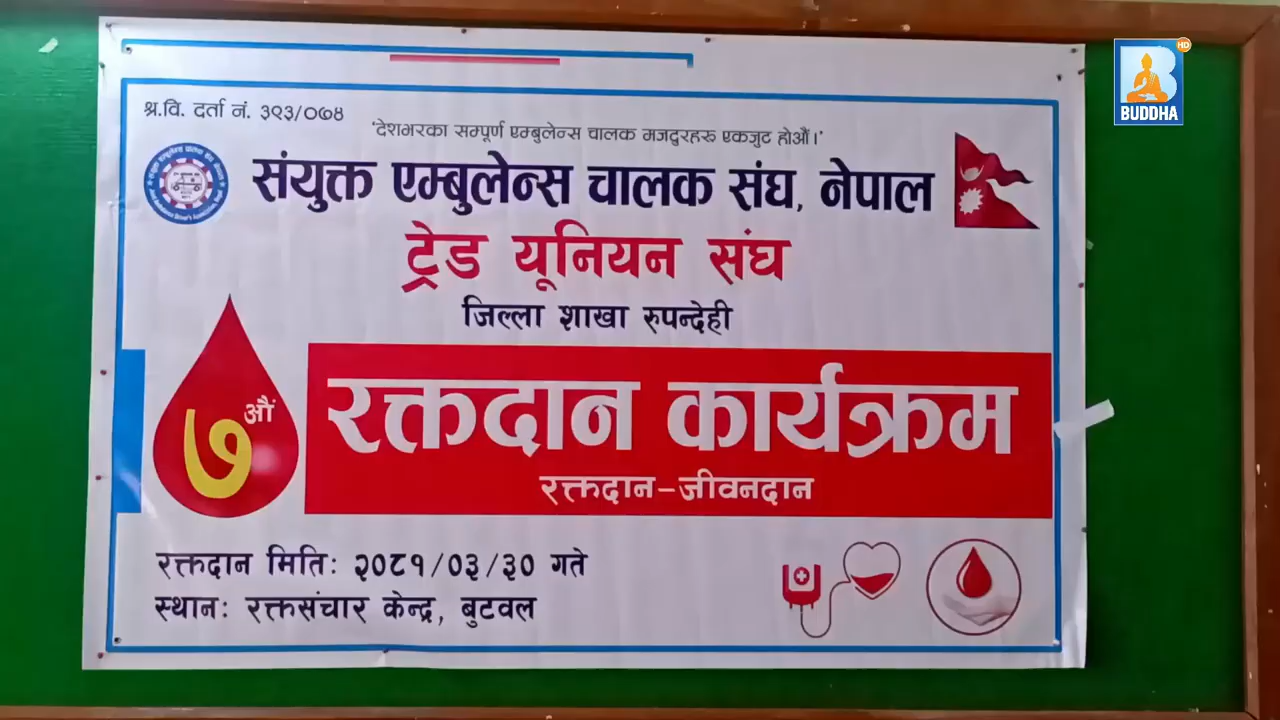 श्र.वि. दर्ता नं. ३९३/०७४
'देशभरका सम्पूर्ण एम्बुलेन्स चालक मजदुरहरु एकजुट होऔं।'
संयुक्त एम्बुलेन्स चालक संघ, नेपाल
ट्रेड यूनियन संघ
जिल्ला शाखा रुपन्देही
७औं
रक्तदान कार्यक्रम
रक्तदान-जीवनदान
रक्तदान मितिः २०८१/०३/३० गते
स्थानः रक्तसंचार केन्द्र, बुटवल
BUDDHA
HD